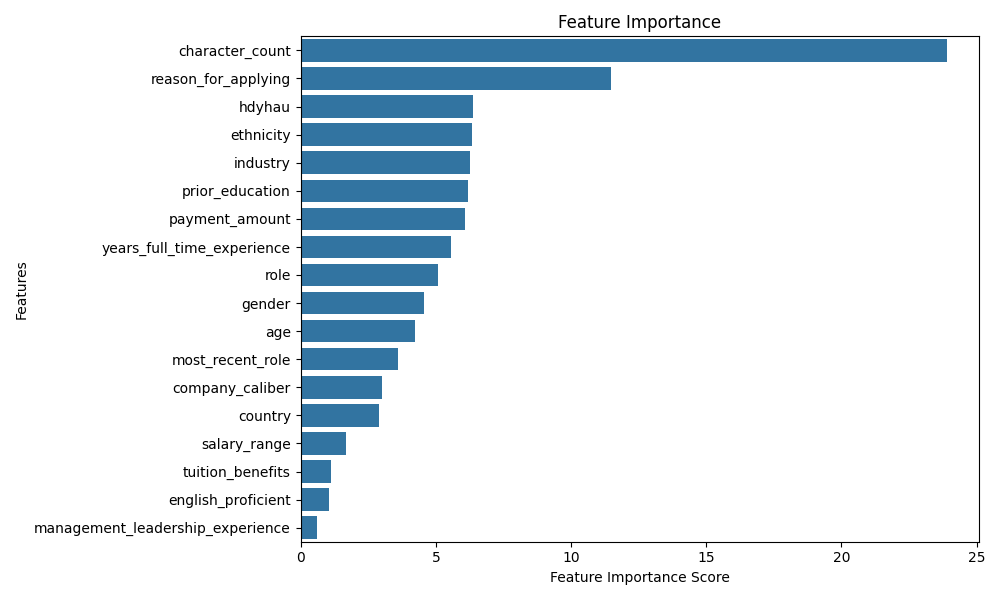 Feature Importance
character_count
reason_for_applying
hdyhau
ethnicity
industry
prior_education
payment_amount
years_full_time_experience
role
gender
age
most_recent_role
company_caliber
country
salary_range
tuition_benefits
english_proficient
management_leadership_experience
Features
0 5 10 15 20 25
Feature Importance Score